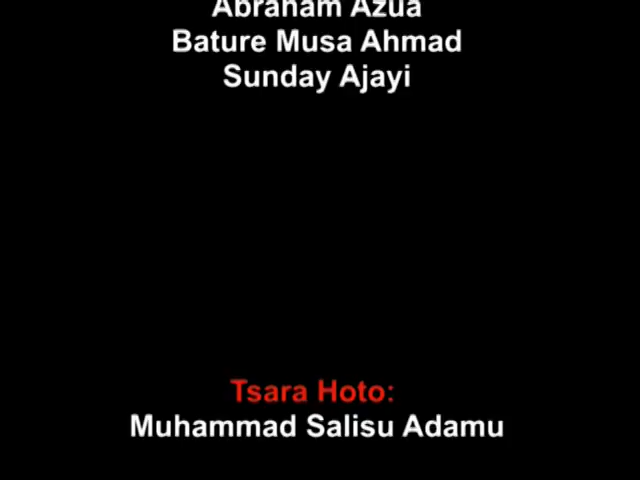 Abraham Azua
Bature Musa Ahmad
Sunday Ajayi
Tsara Hoto:
Muhammad Salisu Adamu